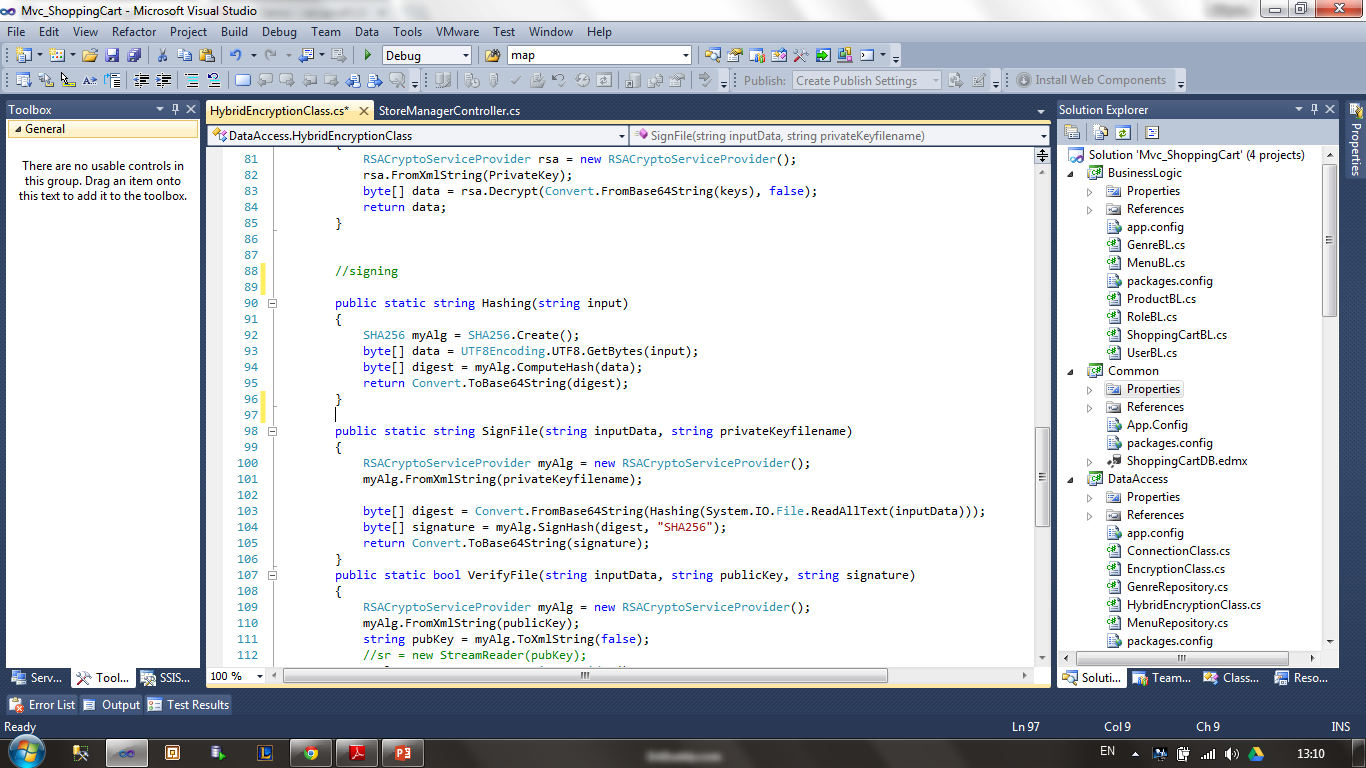 Mvc_ShoppingCart - Microsoft Visual Studio
File Edit View Refactor Project Build Debug Team Data Tools VMware Test Window Help
Debug map
Publish: Create Publish Settings Install Web Components
Toolbox
General
There are no usable controls in
this group. Drag an item onto
this text to add it to the toolbox.
Serv... Tool... SSIS...
HybridEncryptionClass.cs* StoreManagerController.cs
DataAccess.HybridEncryptionClass SignFile(string inputData, string privateKeyfilename)
{
81 RSACryptoServiceProvider rsa = new RSACryptoServiceProvider();
82 rsa.FromXmlString(PrivateKey);
83 byte[] data = rsa.Decrypt(Convert.FromBase64String(keys), false);
84 return data;
85 }
86
87
88 //signing
89
90 public static string Hashing(string input)
91 {
92 SHA256 myAlg = SHA256.Create();
93 byte[] data = UTF8Encoding.UTF8.GetBytes(input);
94 byte[] digest = myAlg.ComputeHash(data);
95 return Convert.ToBase64String(digest);
96 }
97
98 public static string SignFile(string inputData, string privateKeyfilename)
99 {
100 RSACryptoServiceProvider myAlg = new RSACryptoServiceProvider();
101 myAlg.FromXmlString(privateKeyfilename);
102
103 byte[] digest = Convert.FromBase64String(Hashing(System.IO.File.ReadAllText(inputData)));
104 byte[] signature = myAlg.SignHash(digest, "SHA256");
105 return Convert.ToBase64String(signature);
106 }
107 public static bool VerifyFile(string inputData, string publicKey, string signature)
108 {
109 RSACryptoServiceProvider myAlg = new RSACryptoServiceProvider();
110 myAlg.FromXmlString(publicKey);
111 string pubKey = myAlg.ToXmlString(false);
112 //sr = new StreamReader(pubKey);
100 %
Solution Explorer
Solution 'Mvc_ShoppingCart' (4 projects)
BusinessLogic
Properties
References
app.config
GenreBL.cs
MenuBL.cs
packages.config
ProductBL.cs
RoleBL.cs
ShoppingCartBL.cs
UserBL.cs
Common
Properties
References
App.Config
packages.config
ShoppingCartDB.edmx
DataAccess
Properties
References
app.config
ConnectionClass.cs
EncryptionClass.cs
GenreRepository.cs
HybridEncryptionClass.cs
MenuRepository.cs
packages.config
Soluti... Team... Class... Reso...
Properties
Error List Output Test Results
Ready Ln 97 Col 9 Ch 9 INS
EN 13:10